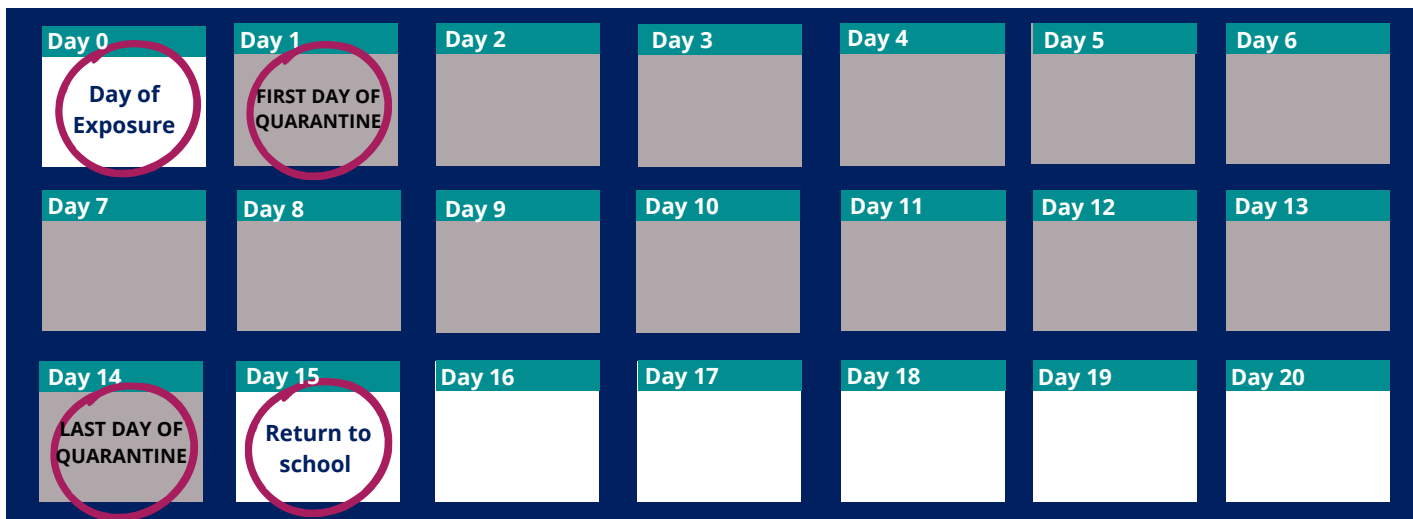 Day 0
Day of
Exposure
Day 1
FIRST DAY OF
QUARANTINE
Day 2
Day 3
Day 4
Day 5
Day 6
Day 7
Day 8
Day 9
Day 10
Day 11
Day 12
Day 13
Day 14
LAST DAY OF
QUARANTINE
Day 15
Return to
school
Day 16
Day 17
Day 18
Day 19
Day 20